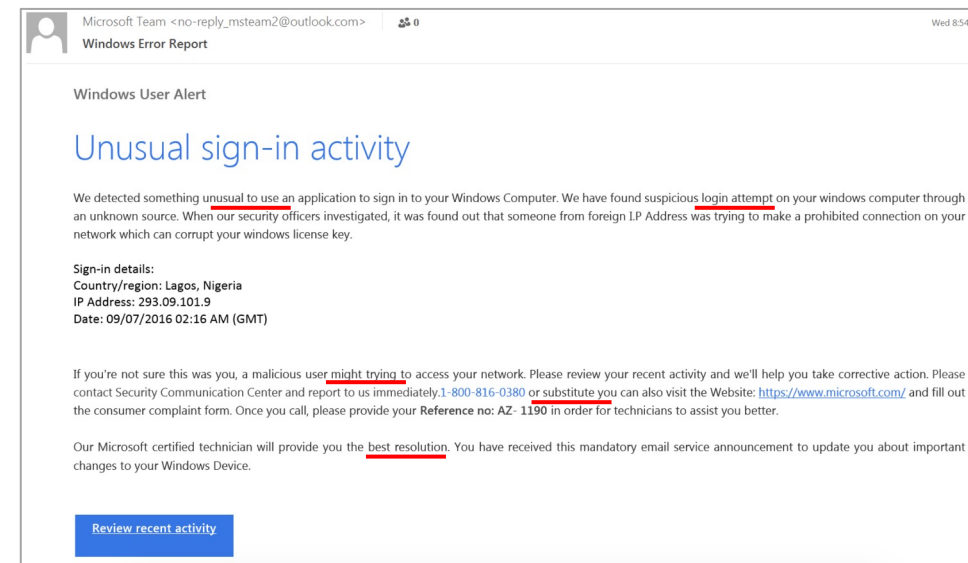 Microsoft Team <no-reply_msteam2@outlook.com> 0 Wed 8:54
Windows Error Report
Windows User Alert
Unusual sign-in activity
We detected something unusual to use an application to sign in to your Windows Computer. We have found suspicious login attempt on your windows computer through
an unknown source. When our security officers investigated, it was found out that someone from foreign I.P Address was trying to make a prohibited connection on your
network which can corrupt your windows license key.
Sign-in details:
Country/region: Lagos, Nigeria
IP Address: 293.09.101.9
Date: 09/07/2016 02:16 AM (GMT)
If you're not sure this was you, a malicious user might trying to access your network. Please review your recent activity and we'll help you take corrective action. Please
contact Security Communication Center and report to us immediately.1-800-816-0380 or substitute you can also visit the Website: https://www.microsoft.com/ and fill out
the consumer complaint form. Once you call, please provide your Reference no: AZ- 1190 in order for technicians to assist you better.
Our Microsoft certified technician will provide you the best resolution. You have received this mandatory email service announcement to update you about important
changes to your Windows Device.
Review recent activity